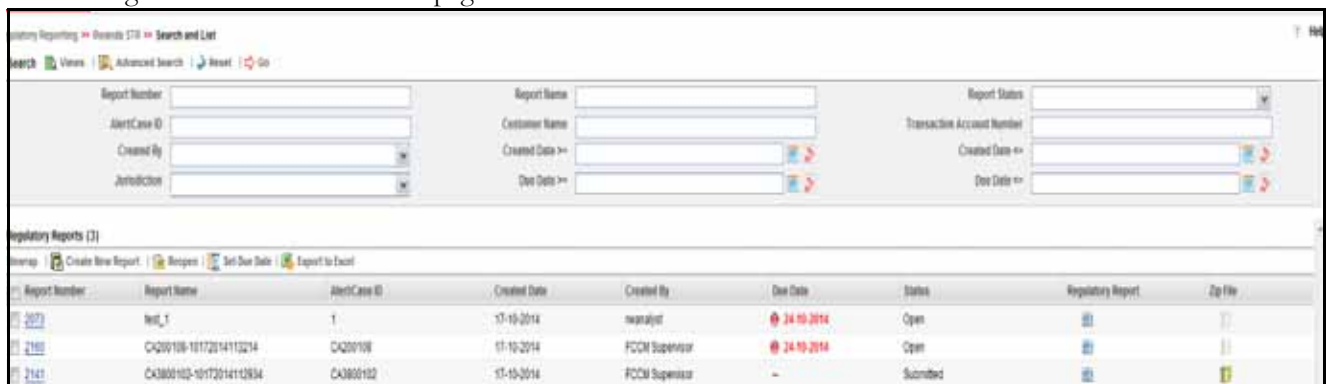 Regulatory Reporting >> Rwanda STR >> Search and List
Help
Search Views | Advanced Search | Reset | Go
Report Number Report Name Report Status
Alert/Case ID Customer Name Transaction Account Number
Created By Created Date >= Created Date <=
Jurisdiction Due Date >= Due Date <=
Regulatory Reports (3)
Unwrap | Create New Report | Reopen | Set Due Date | Export to Excel
Report Number Report Name Alert/Case ID Created Date Created By Due Date Status Regulatory Report Zip File
2073 test_1 1 17-10-2014 rwanalyst 24-10-2014 Open
2160 CA200108-10172014113214 CA200108 17-10-2014 FCCM Supervisor 24-10-2014 Open
2141 CA3800102-10172014112934 CA3800102 17-10-2014 FCCM Supervisor -- Submitted